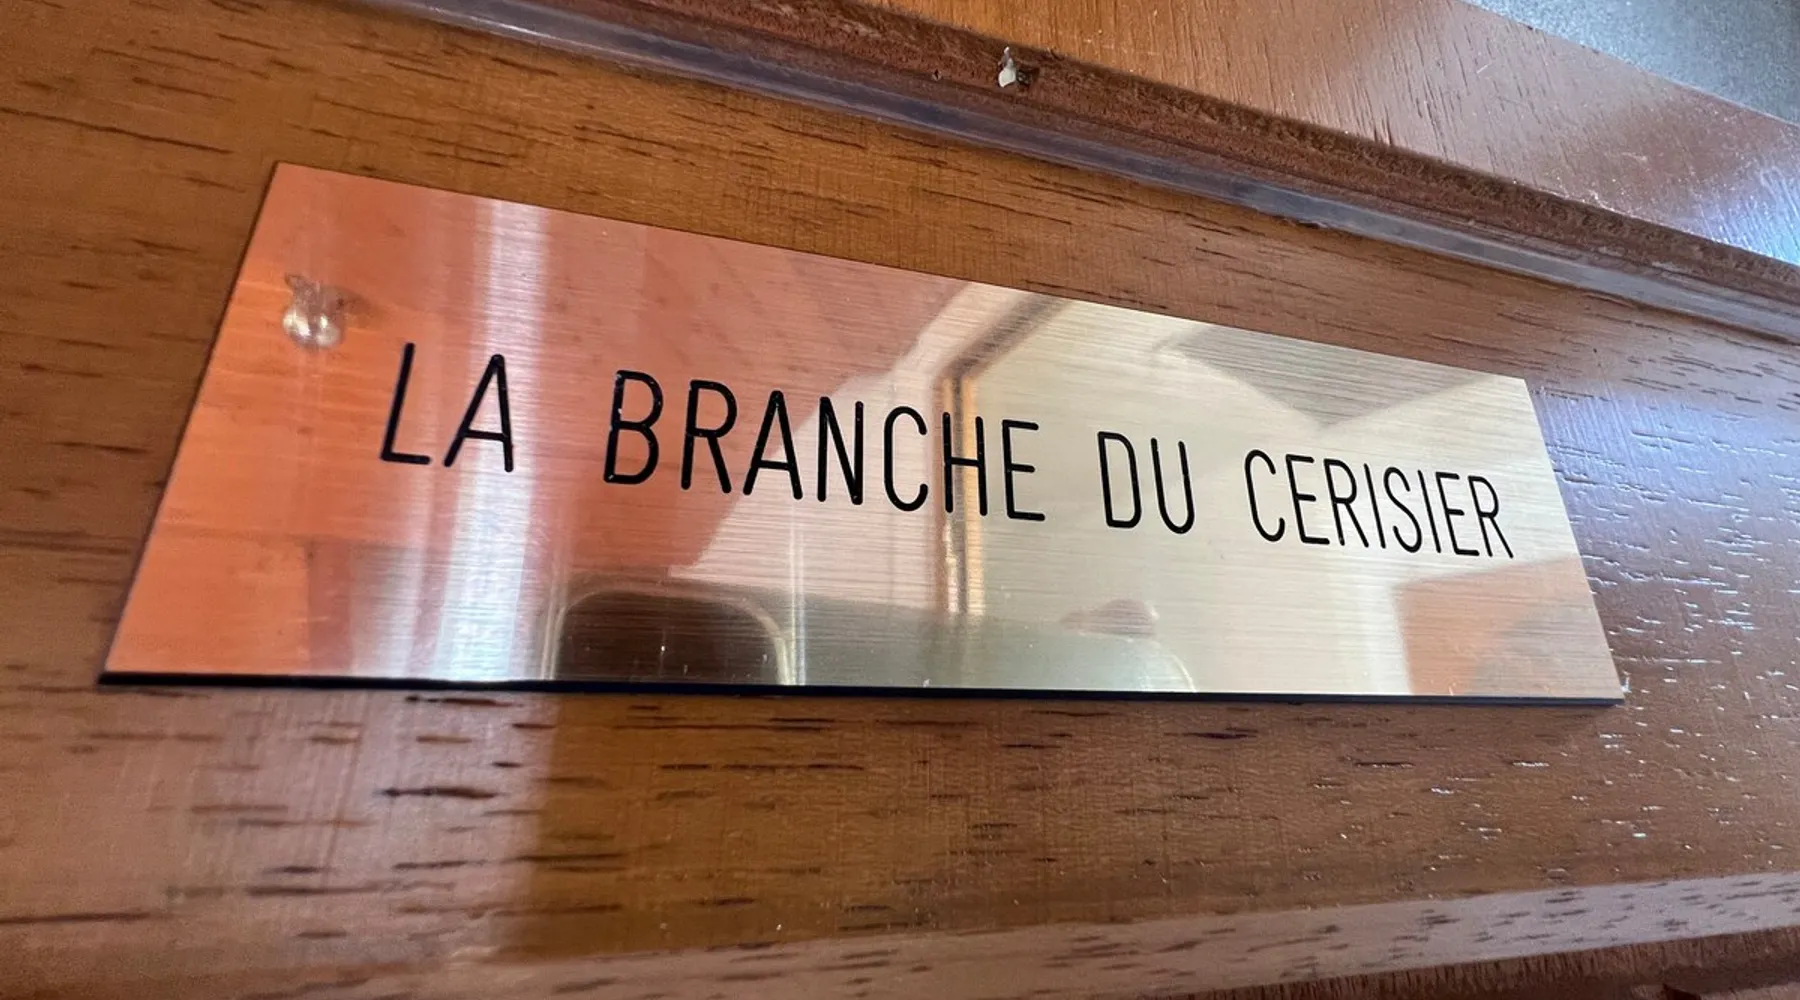 LA BRANCHE DU CERISIER